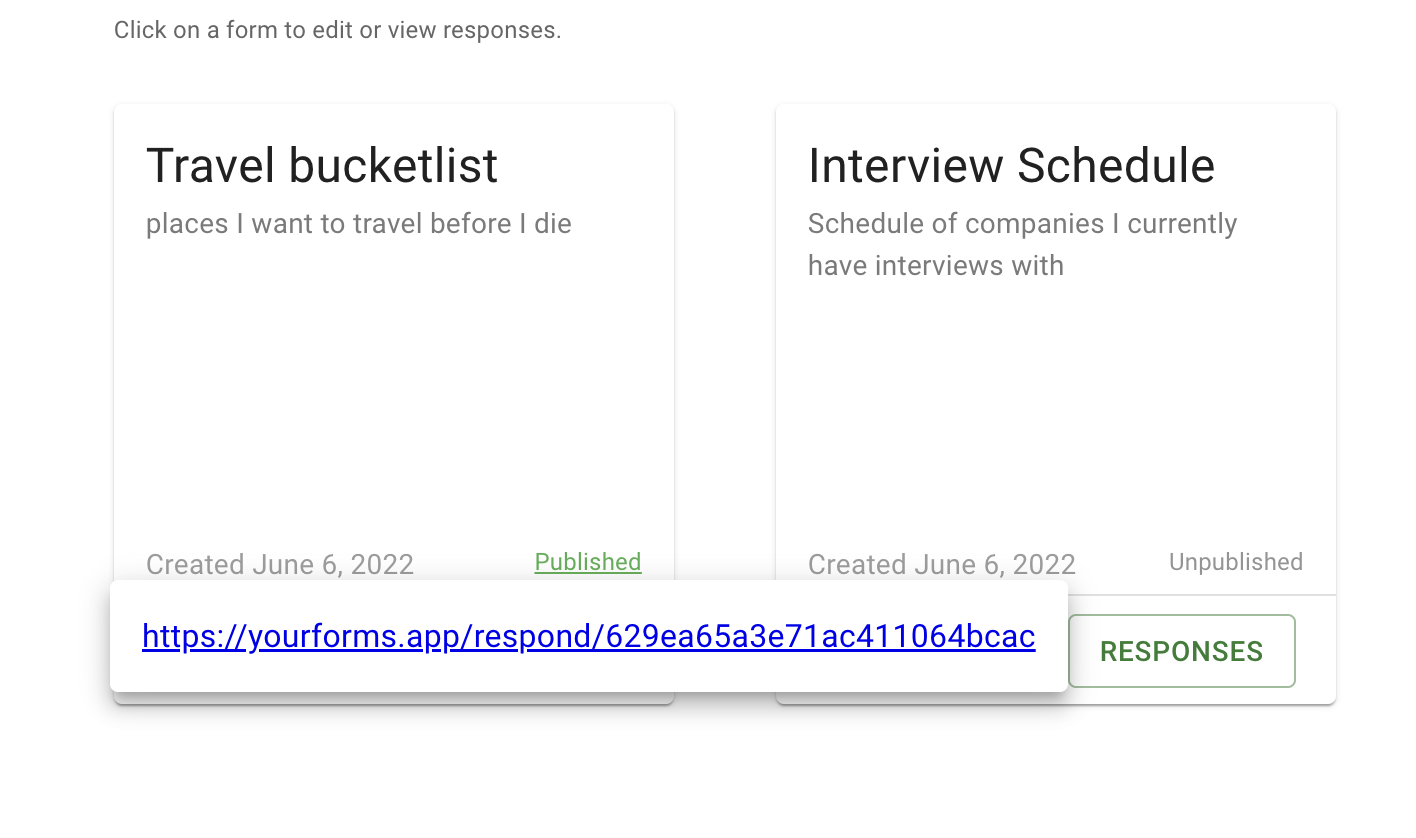 Click on a form to edit or view responses.
Travel bucketlist
places I want to travel before I die
Created June 6, 2022
Published
Interview Schedule
Schedule of companies I currently
have interviews with
Created June 6, 2022
Unpublished
https://yourforms.app/respond/629ea65a3e71ac411064bcac
RESPONSES